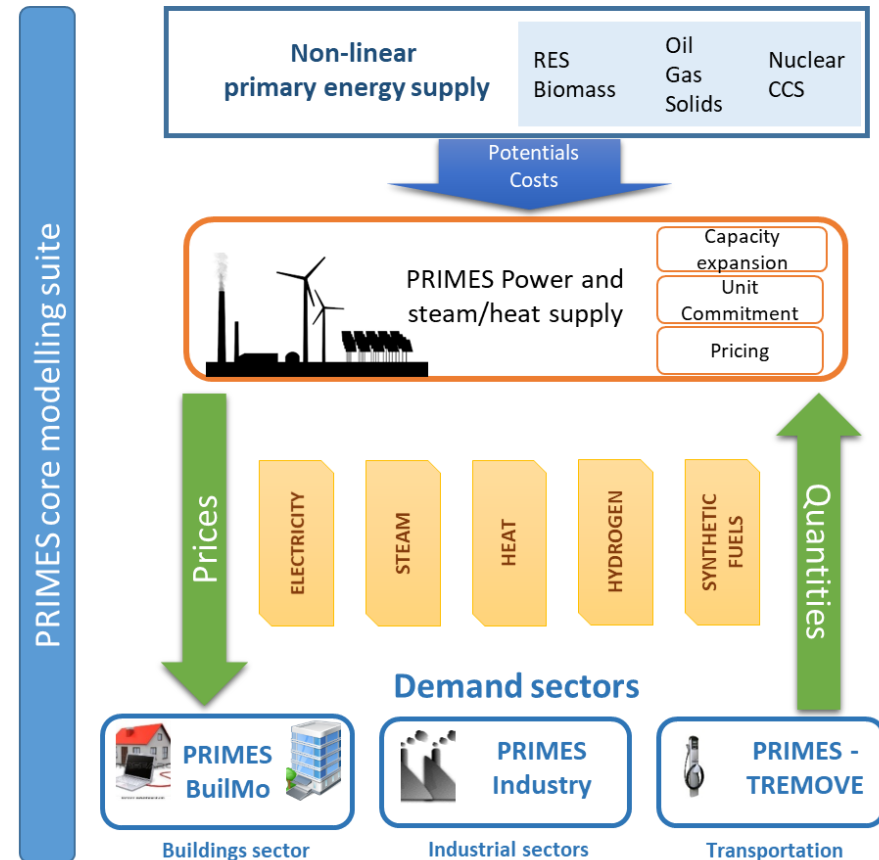 PRIMES core modelling suite
Non-linear
primary energy supply
RES
Biomass
Oil
Gas
Solids
Nuclear
CCS
Potentials
Costs
PRIMES Power and
steam/heat supply
Capacity
expansion
Unit
Commitment
Pricing
Prices
ELECTRICITY
STEAM
HEAT
HYDROGEN
SYNTHETIC
FUELS
Quantities
Demand sectors
PRIMES
BuilMo
PRIMES
Industry
PRIMES -
TREMOVE
Buildings sector
Industrial sectors
Transportation